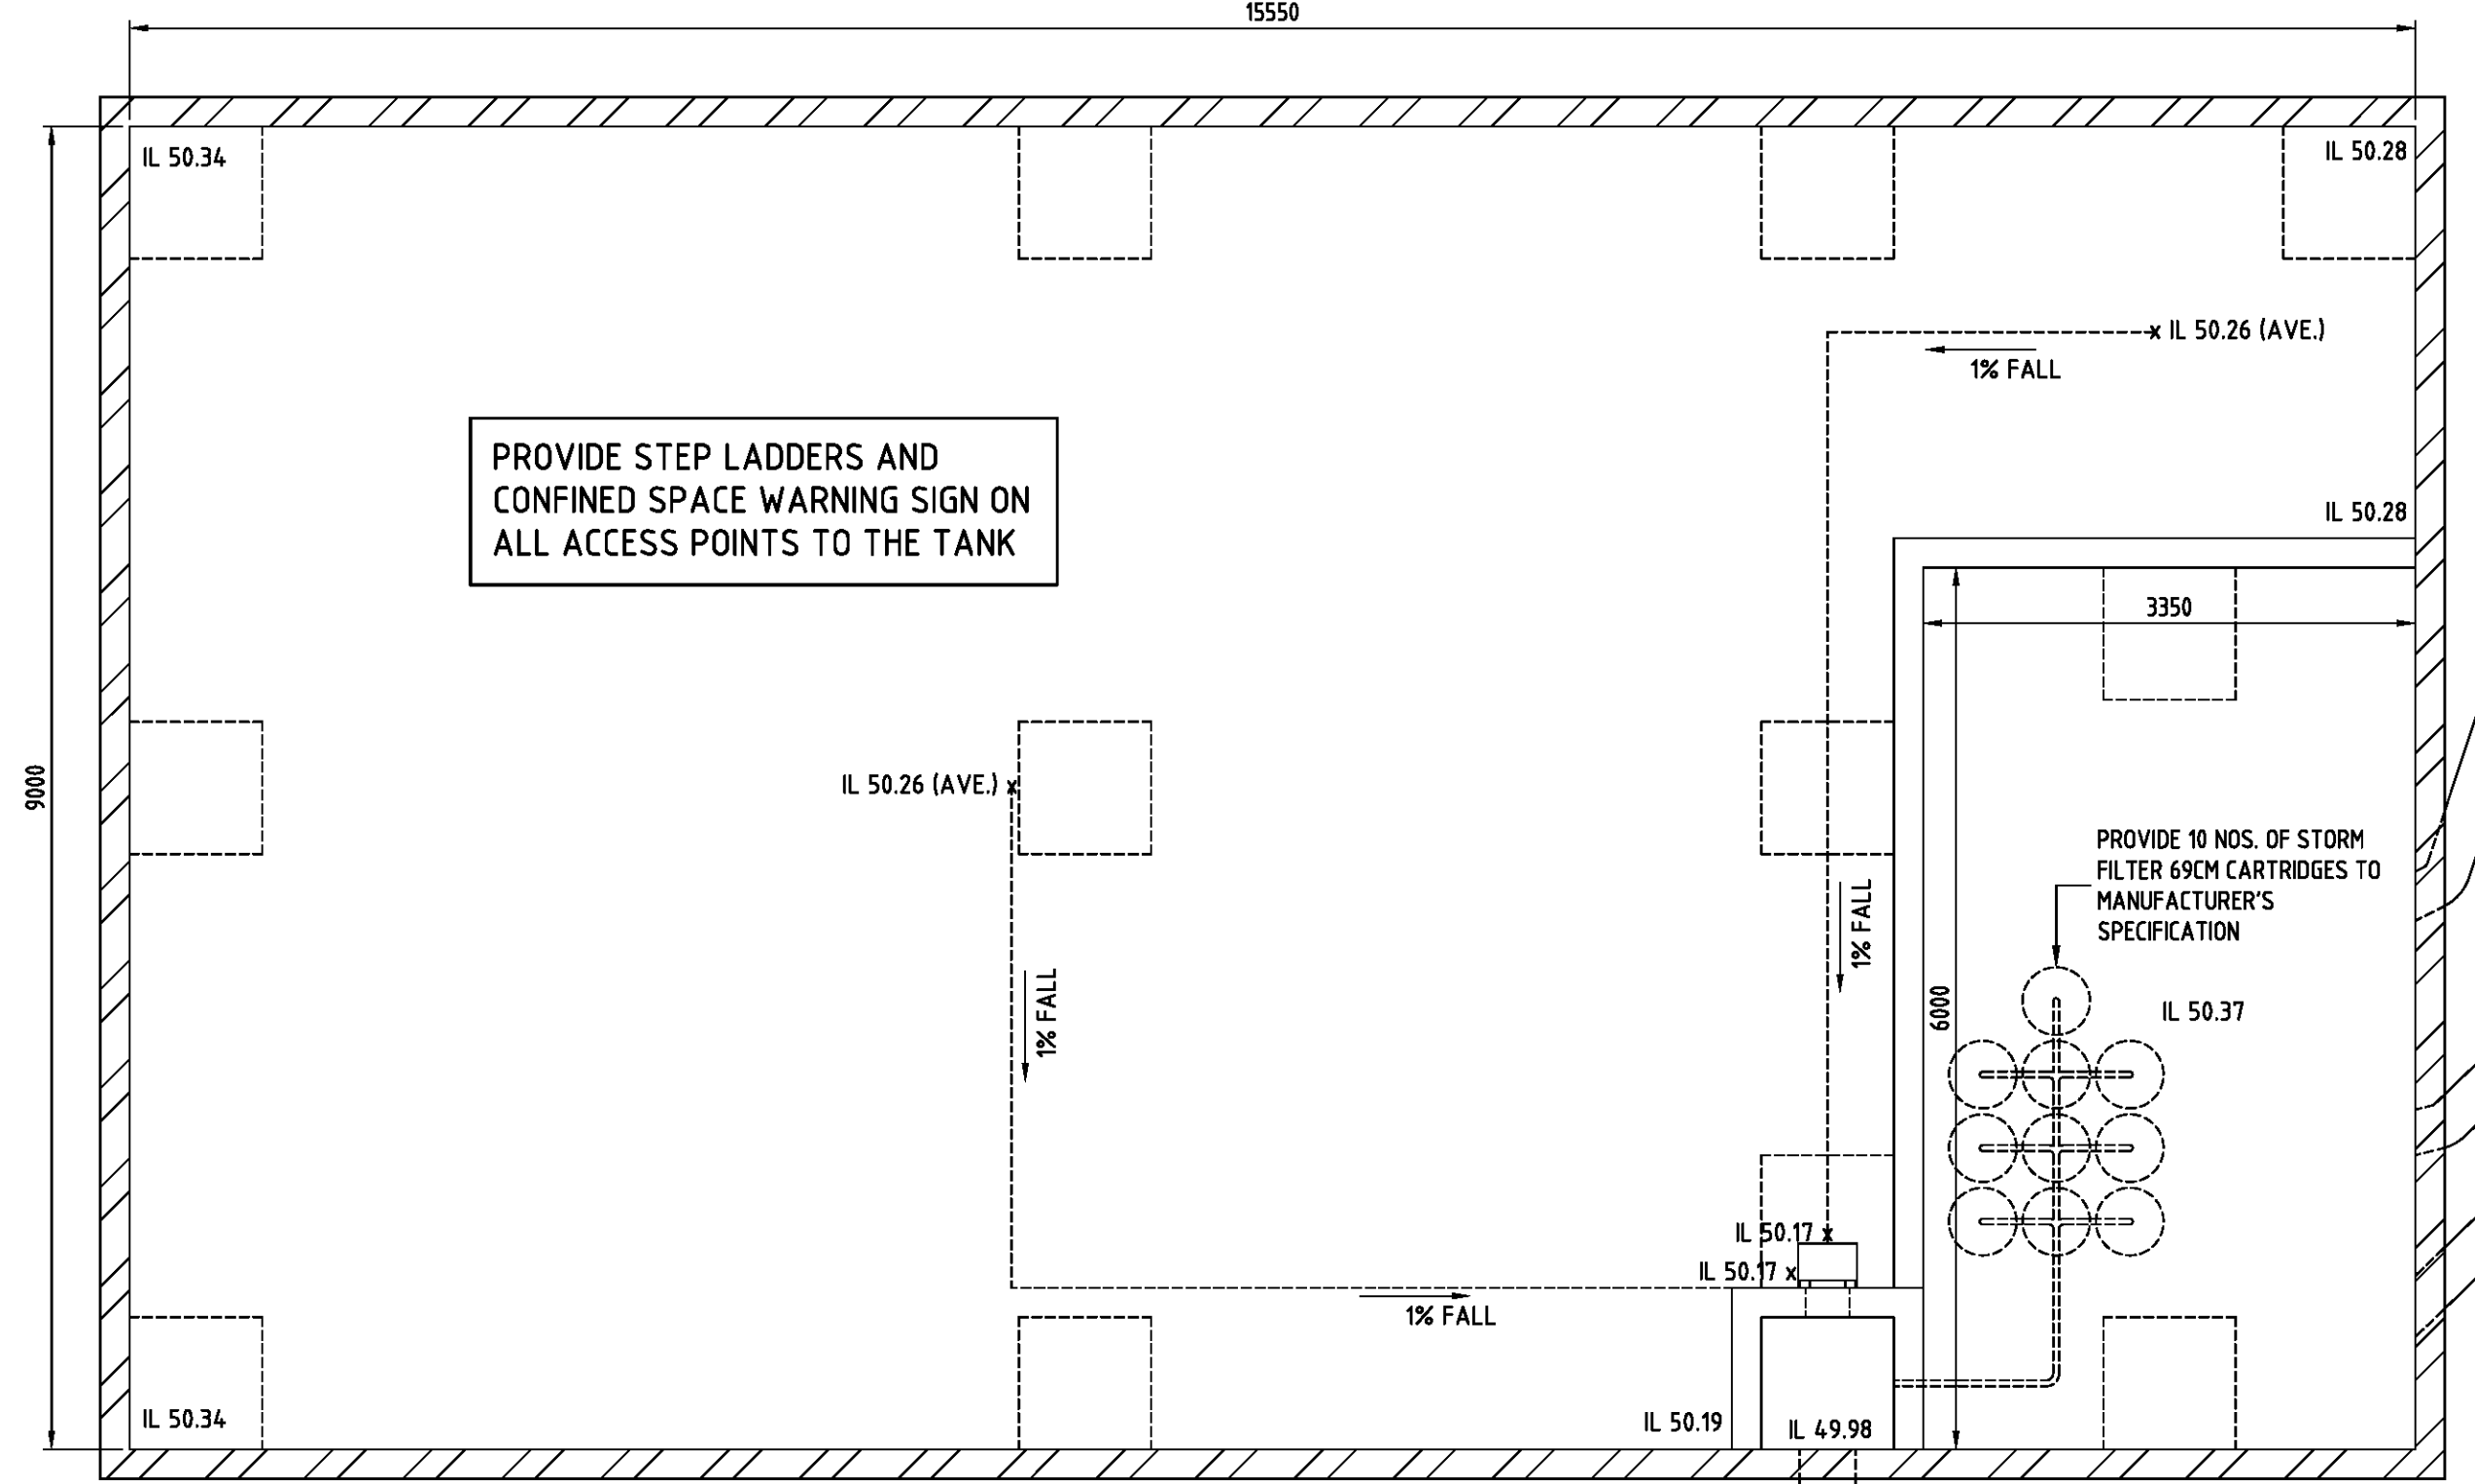 15550
IL 50.34
IL 50.28
IL 50.26 (AVE.)
1% FALL
PROVIDE STEP LADDERS AND
CONFINED SPACE WARNING SIGN ON
ALL ACCESS POINTS TO THE TANK
IL 50.28
3350
9000
IL 50.26 (AVE.)
PROVIDE 10 NOS. OF STORM
FILTER 69CM CARTRIDGES TO
MANUFACTURER'S
SPECIFICATION
1% FALL
1% FALL
6000
IL 50.37
IL 50.17
IL 50.17
1% FALL
IL 50.34
IL 50.19
IL 49.98